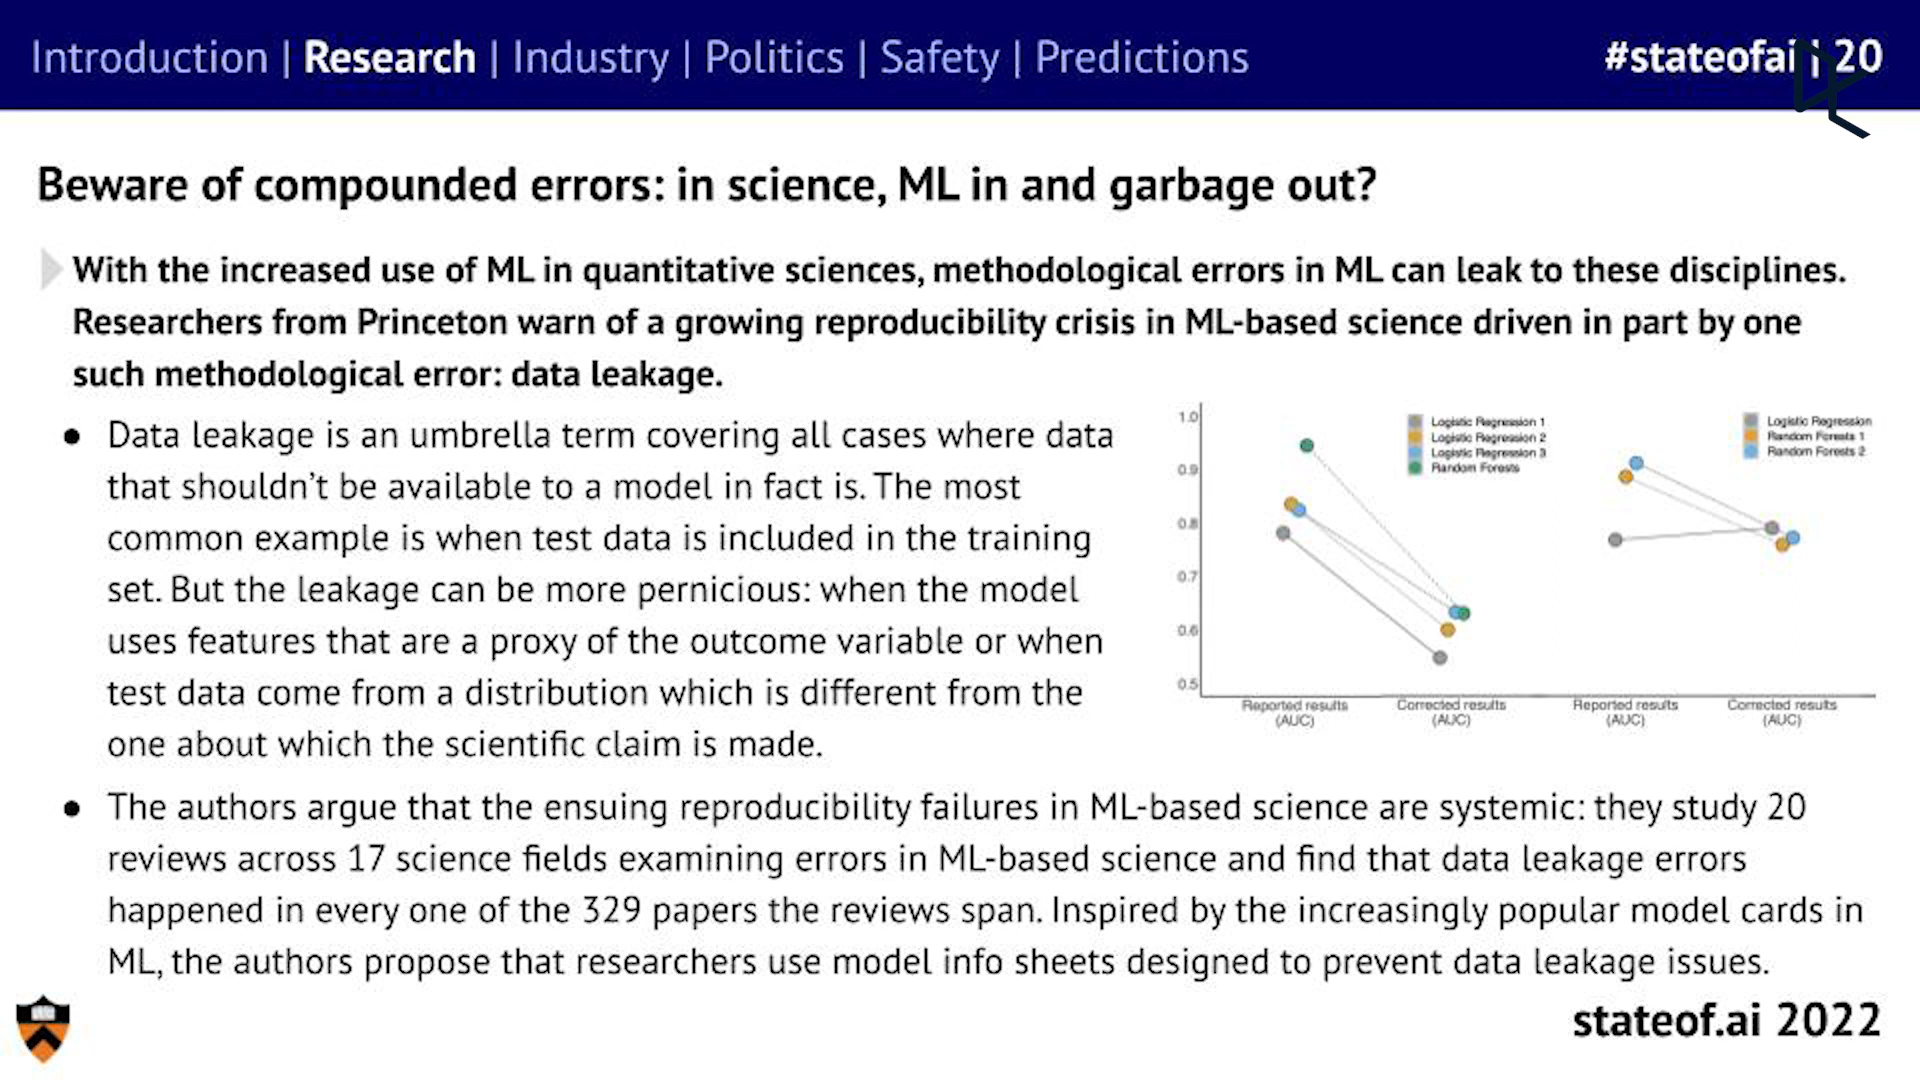 Introduction | Research | Industry | Politics | Safety | Predictions
#stateofai | 20
Beware of compounded errors: in science, ML in and garbage out?
With the increased use of ML in quantitative sciences, methodological errors in ML can leak to these disciplines.
Researchers from Princeton warn of a growing reproducibility crisis in ML-based science driven in part by one
such methodological error: data leakage.
● Data leakage is an umbrella term covering all cases where data
that shouldn’t be available to a model in fact is. The most
common example is when test data is included in the training
set. But the leakage can be more pernicious: when the model
uses features that are a proxy of the outcome variable or when
test data come from a distribution which is different from the
one about which the scientific claim is made.
1.0
0.9
0.8
0.7
0.6
0.5
Logistic Regression 1
Logistic Regression 2
Logistic Regression 3
Random Forests
Logistic Regression
Random Forests 1
Random Forests 2
Reported results
(AUC)
Corrected results
(AUC)
Reported results
(AUC)
Corrected results
(AUC)
● The authors argue that the ensuing reproducibility failures in ML-based science are systemic: they study 20
reviews across 17 science fields examining errors in ML-based science and find that data leakage errors
happened in every one of the 329 papers the reviews span. Inspired by the increasingly popular model cards in
ML, the authors propose that researchers use model info sheets designed to prevent data leakage issues.
stateof.ai 2022